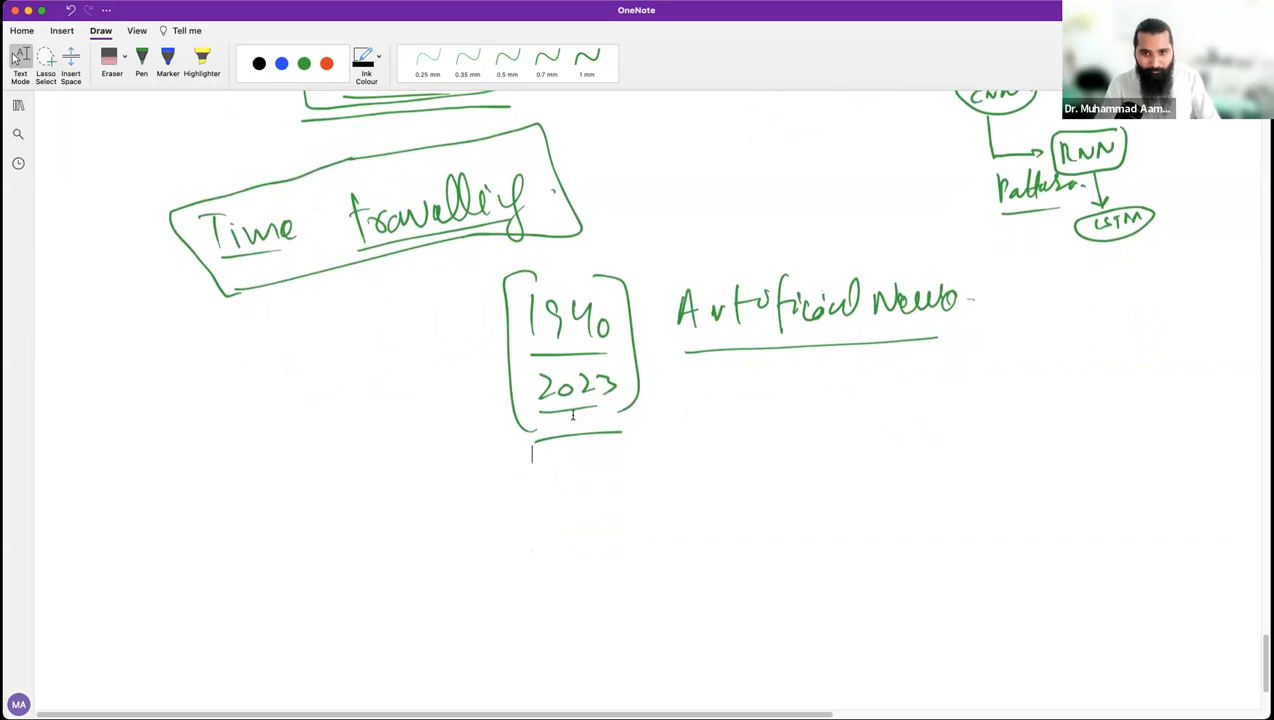 OneNote
Home Insert Draw View Tell me
Text Mode
Lasso Select
Insert Space
Eraser
Pen
Marker
Highlighter
Ink Colour
0.25 mm 0.35 mm 0.5 mm 0.7 mm 1 mm
Dr. Muhammad Aam...
CNN
RNN
LSTM
Time travelling
1940
Artificial Neuro
2023
MA